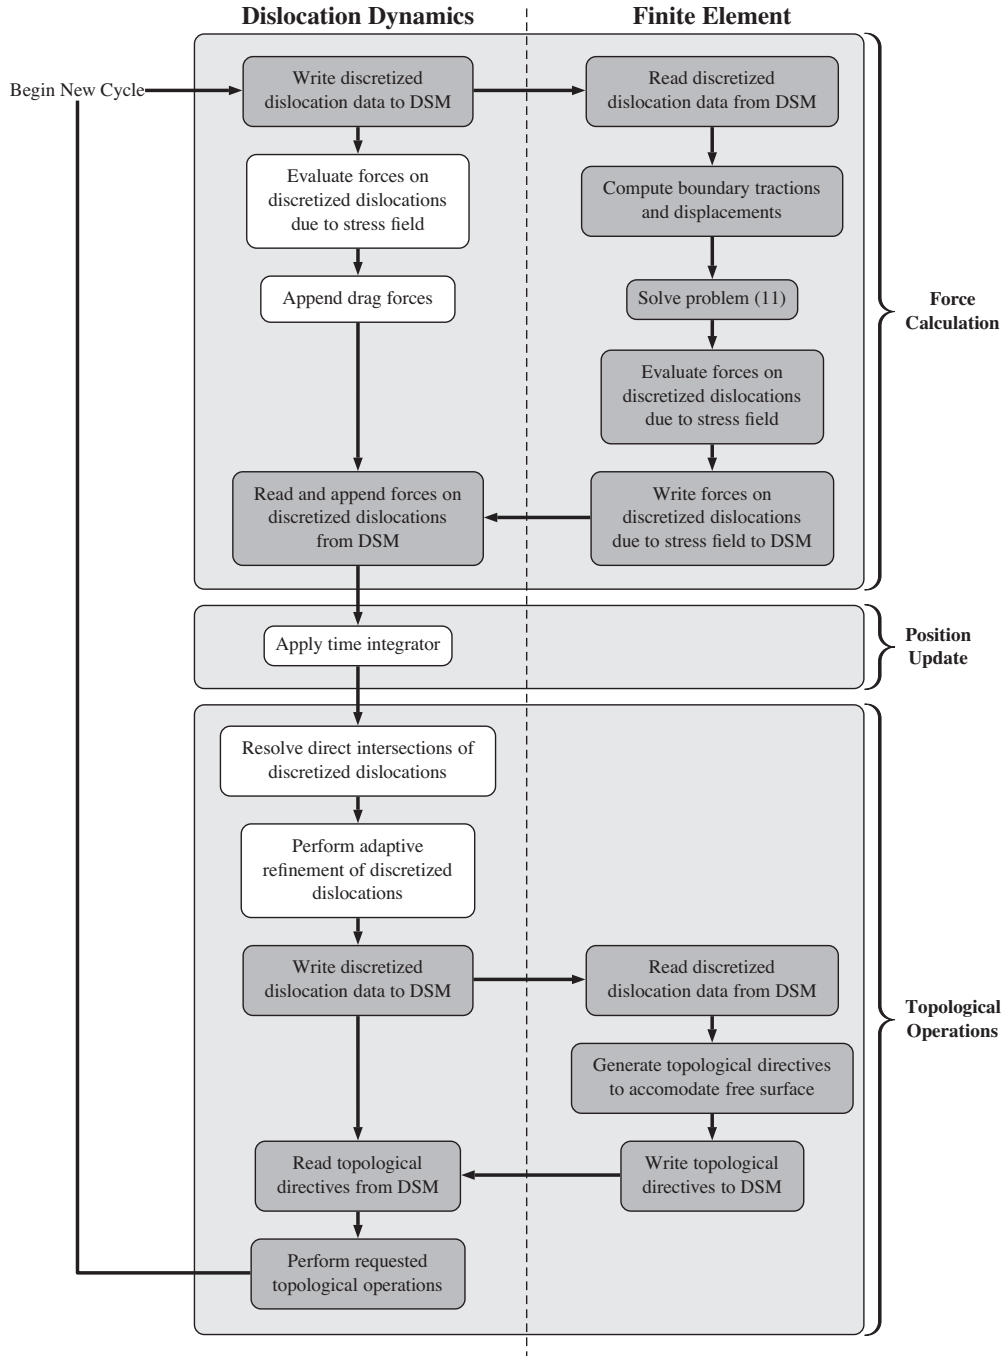 Dislocation Dynamics
Finite Element
Begin New Cycle
Write discretized
dislocation data to DSM
Read discretized
dislocation data from DSM
Evaluate forces on
discretized dislocations
due to stress field
Compute boundary tractions
and displacements
Append drag forces
Solve problem (11)
Force
Calculation
Evaluate forces on
discretized dislocations
due to stress field
Read and append forces on
discretized dislocations
from DSM
Write forces on
discretized dislocations
due to stress field to DSM
Apply time integrator
Position
Update
Resolve direct intersections of
discretized dislocations
Perform adaptive
refinement of discretized
dislocations
Write discretized
dislocation data to DSM
Read discretized
dislocation data from DSM
Topological
Operations
Generate topological directives
to accomodate free surface
Read topological
directives from DSM
Write topological
directives to DSM
Perform requested
topological operations